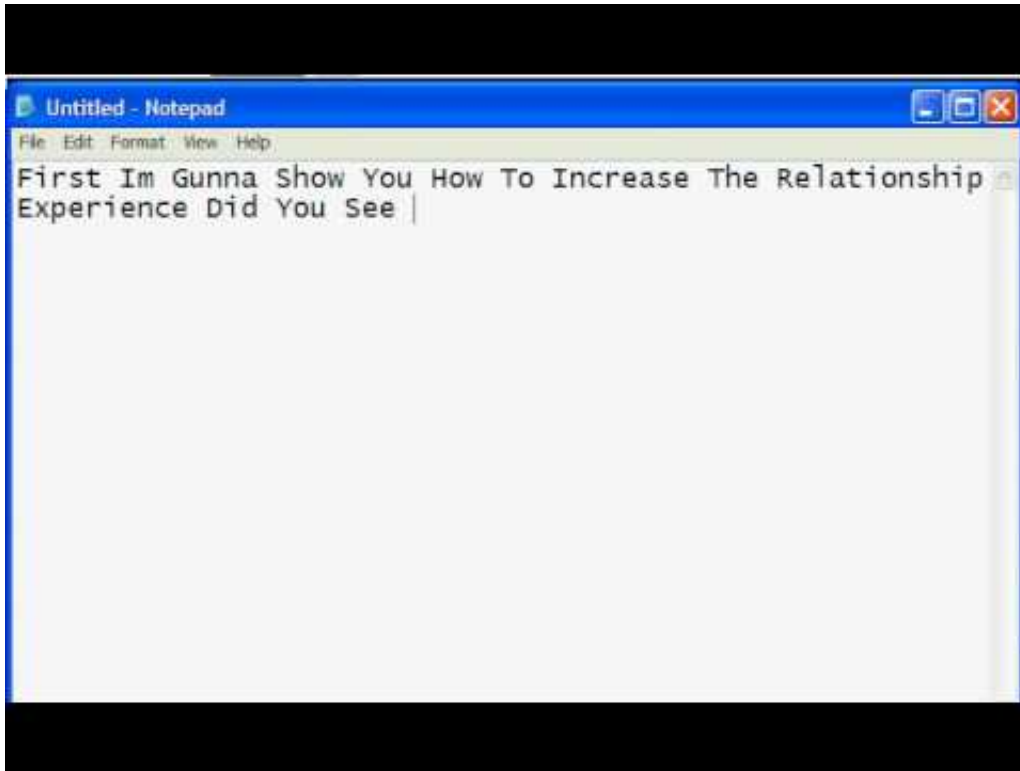 Untitled - Notepad
File Edit Format View Help
First Im Gunna Show You How To Increase The Relationship
Experience Did You See